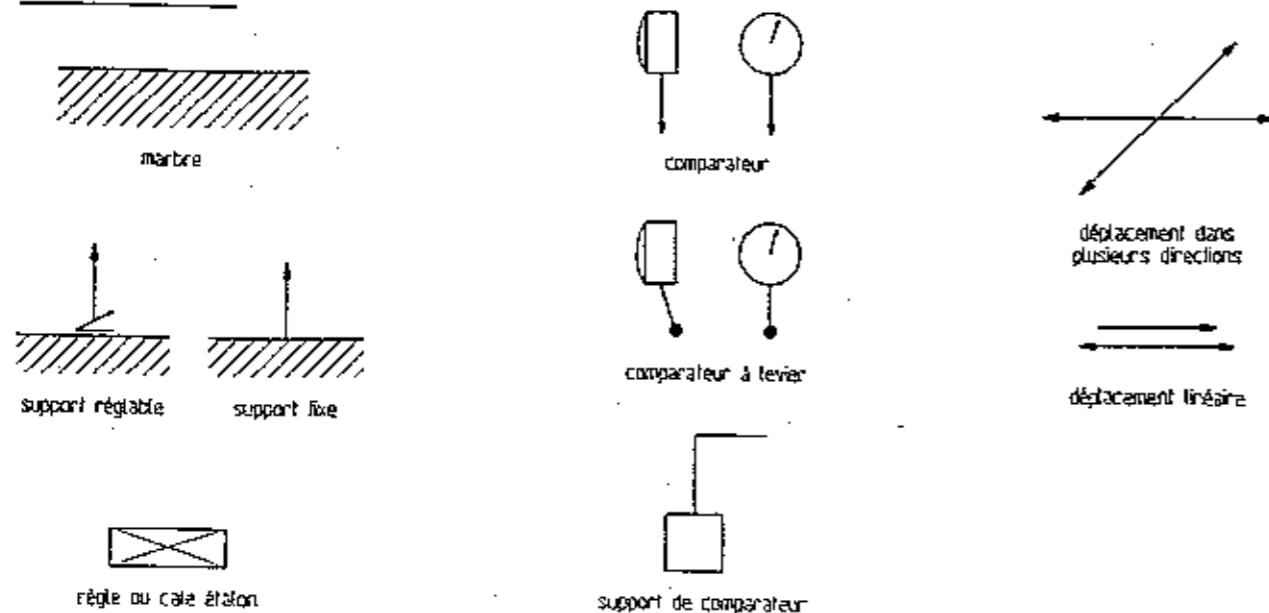 marbre
comparateur
déplacement dans
plusieurs directions
support réglable
support fixe
comparateur à levier
déplacement linéaire
règle ou cale étalon
support de comparateur